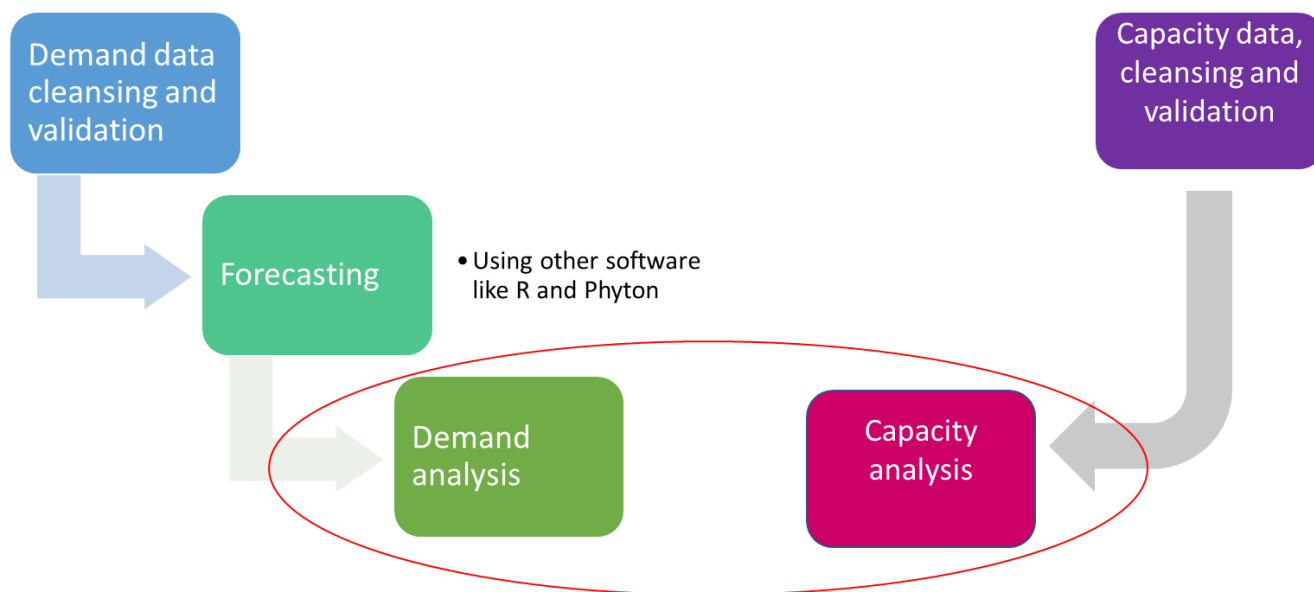 Demand data
cleansing and
validation
Capacity data,
cleansing and
validation
Forecasting
• Using other software
like R and Phyton
Demand
analysis
Capacity
analysis